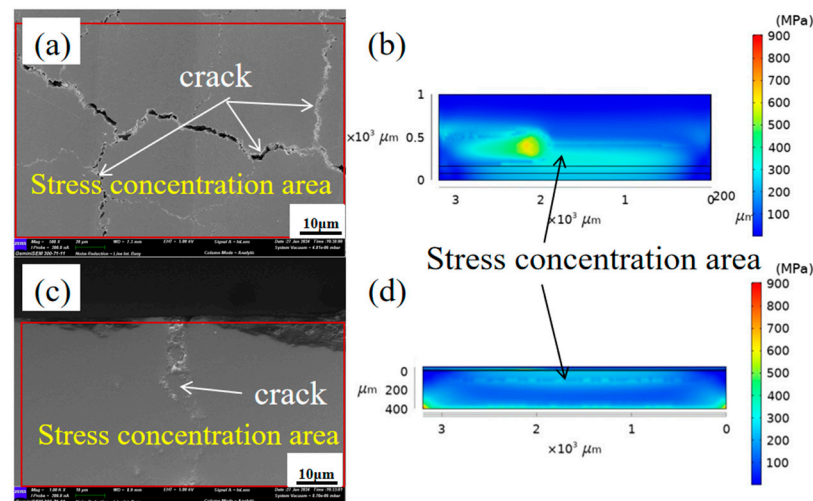 (a)
crack
Stress concentration area
10μm
(b)
(MPa)
900
800
700
600
500
400
300
200
100
1
0.5
0
×10³ μm
3
2
1
0
×10³ μm
200
μm
Stress concentration area
(c)
crack
Stress concentration area
10μm
(d)
(MPa)
900
800
700
600
500
400
300
200
100
0
μm
200
400
3
2
1
0
×10³ μm